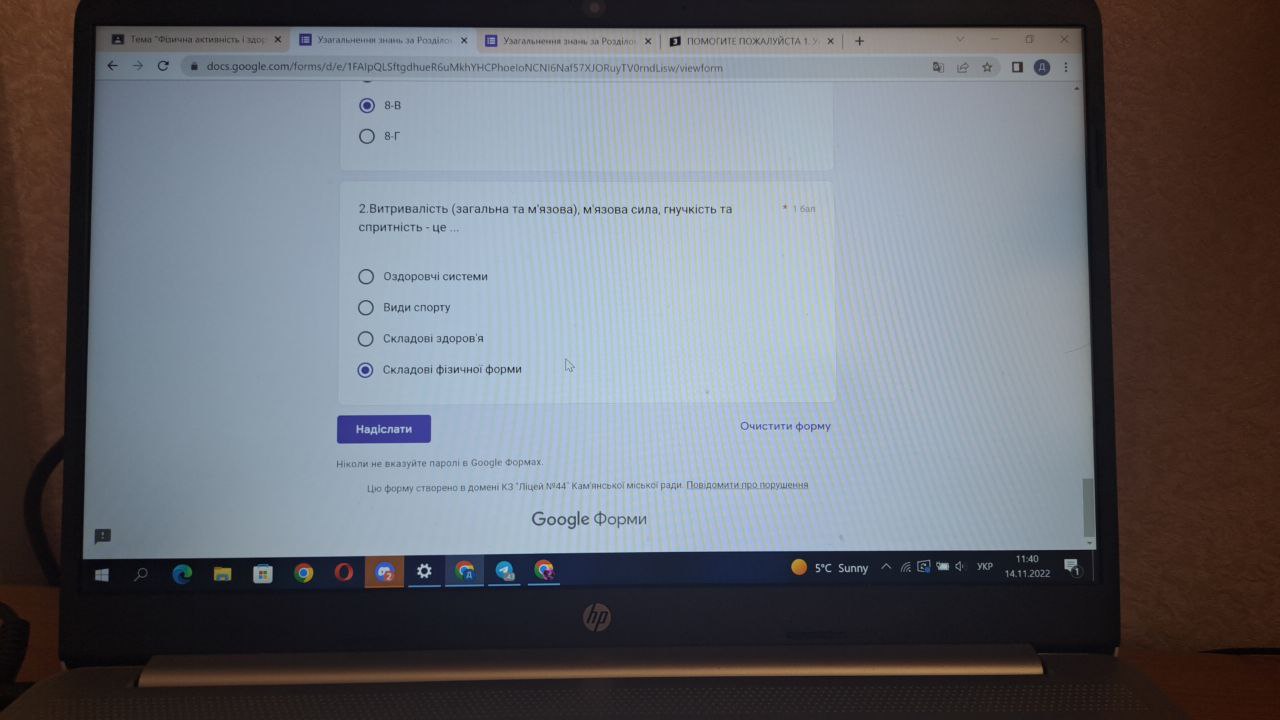 Тема "Фізична активність і здор
Узагальнення знань за Розділом
Узагальнення знань за Розділом
ПОМОГИТЕ ПОЖАЛУЙСТА 1. У
docs.google.com/forms/d/e/1FAIpQLSftgdhueR6uMkhYHCPhoeIoNCNI6Naf57XJORuyTV0rndLisw/viewform
Д
8-В
8-Г
2.Витривалість (загальна та м'язова), м'язова сила, гнучкість та
спритність - це ...
* 1 бал
Оздоровчі системи
Види спорту
Складові здоров'я
Складові фізичної форми
Надіслати
Очистити форму
Ніколи не вказуйте паролі в Google Формах.
Цю форму створено в домені КЗ "Ліцей №44" Кам'янської міської ради. Повідомити про порушення
Google Форми
5°C Sunny
УКР
11:40
14.11.2022
1
hp